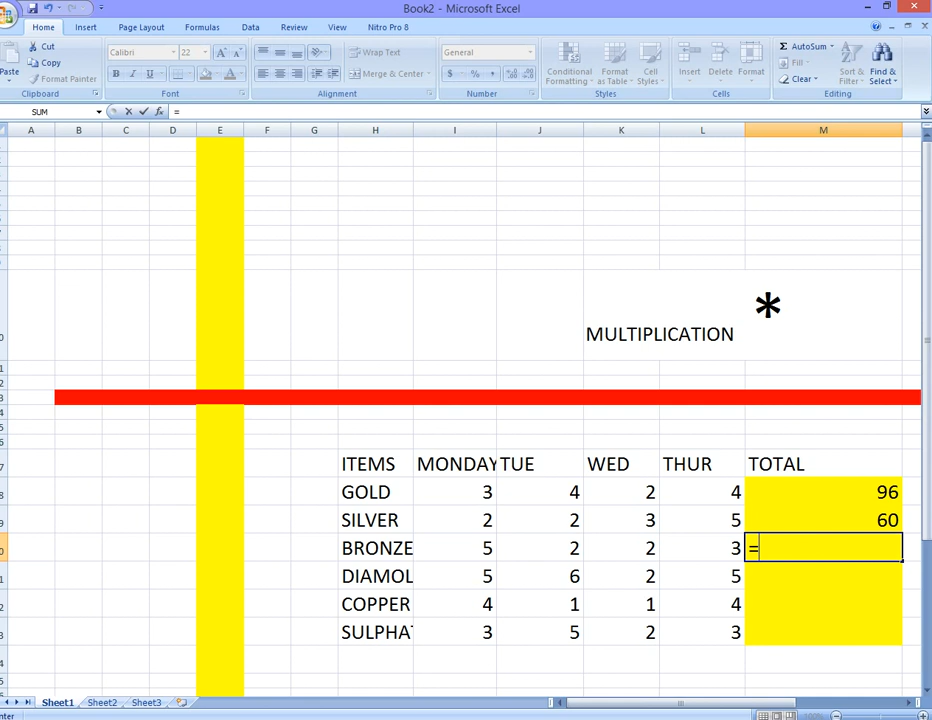 Book2 - Microsoft Excel
Home Insert Page Layout Formulas Data Review View Nitro Pro 8
Cut Calibri 22 A A Wrap Text General Σ AutoSum
Copy Fill
Paste Format Painter B I U A Merge & Center $ % , Conditional Formatting Format as Table Cell Styles Insert Delete Format Clear Sort & Filter Find & Select
Clipboard Font Alignment Number Styles Cells Editing
SUM fx =
A B C D E F G H I J K L M
*
MULTIPLICATION
ITEMS MONDAY TUE WED THUR TOTAL
GOLD 3 4 2 4 96
SILVER 2 2 3 5 60
BRONZE 5 2 2 3 =
DIAMOL 5 6 2 5
COPPER 4 1 1 4
SULPHA 3 5 2 3
Sheet1 Sheet2 Sheet3
100%